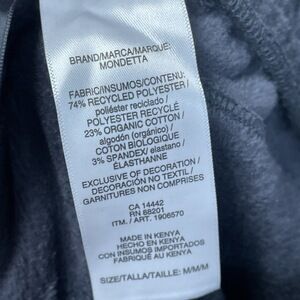 BRAND/MARCA/MARQUE:
MONDETTA
FABRIC/INSUMOS/CONTENU:
74% RECYCLED POLYESTER /
poliéster reciclado /
POLYESTER RECYCLÉ
23% ORGANIC COTTON /
algodón (orgánico) /
COTON BIOLOGIQUE
3% SPANDEX/ elastano /
ÉLASTHANNE
EXCLUSIVE OF DECORATION /
DECORACIÓN NO TEXTIL /
GARNITURES NON COMPRISES
CA 14442
RN 88201
ITM. / ART. 1906570
MADE IN KENYA
HECHO EN KENYA
CON INSUMOS IMPORTADOS
FABRIQUÉ AU KENYA
SIZE/TALLA/TAILLE: M/M/M